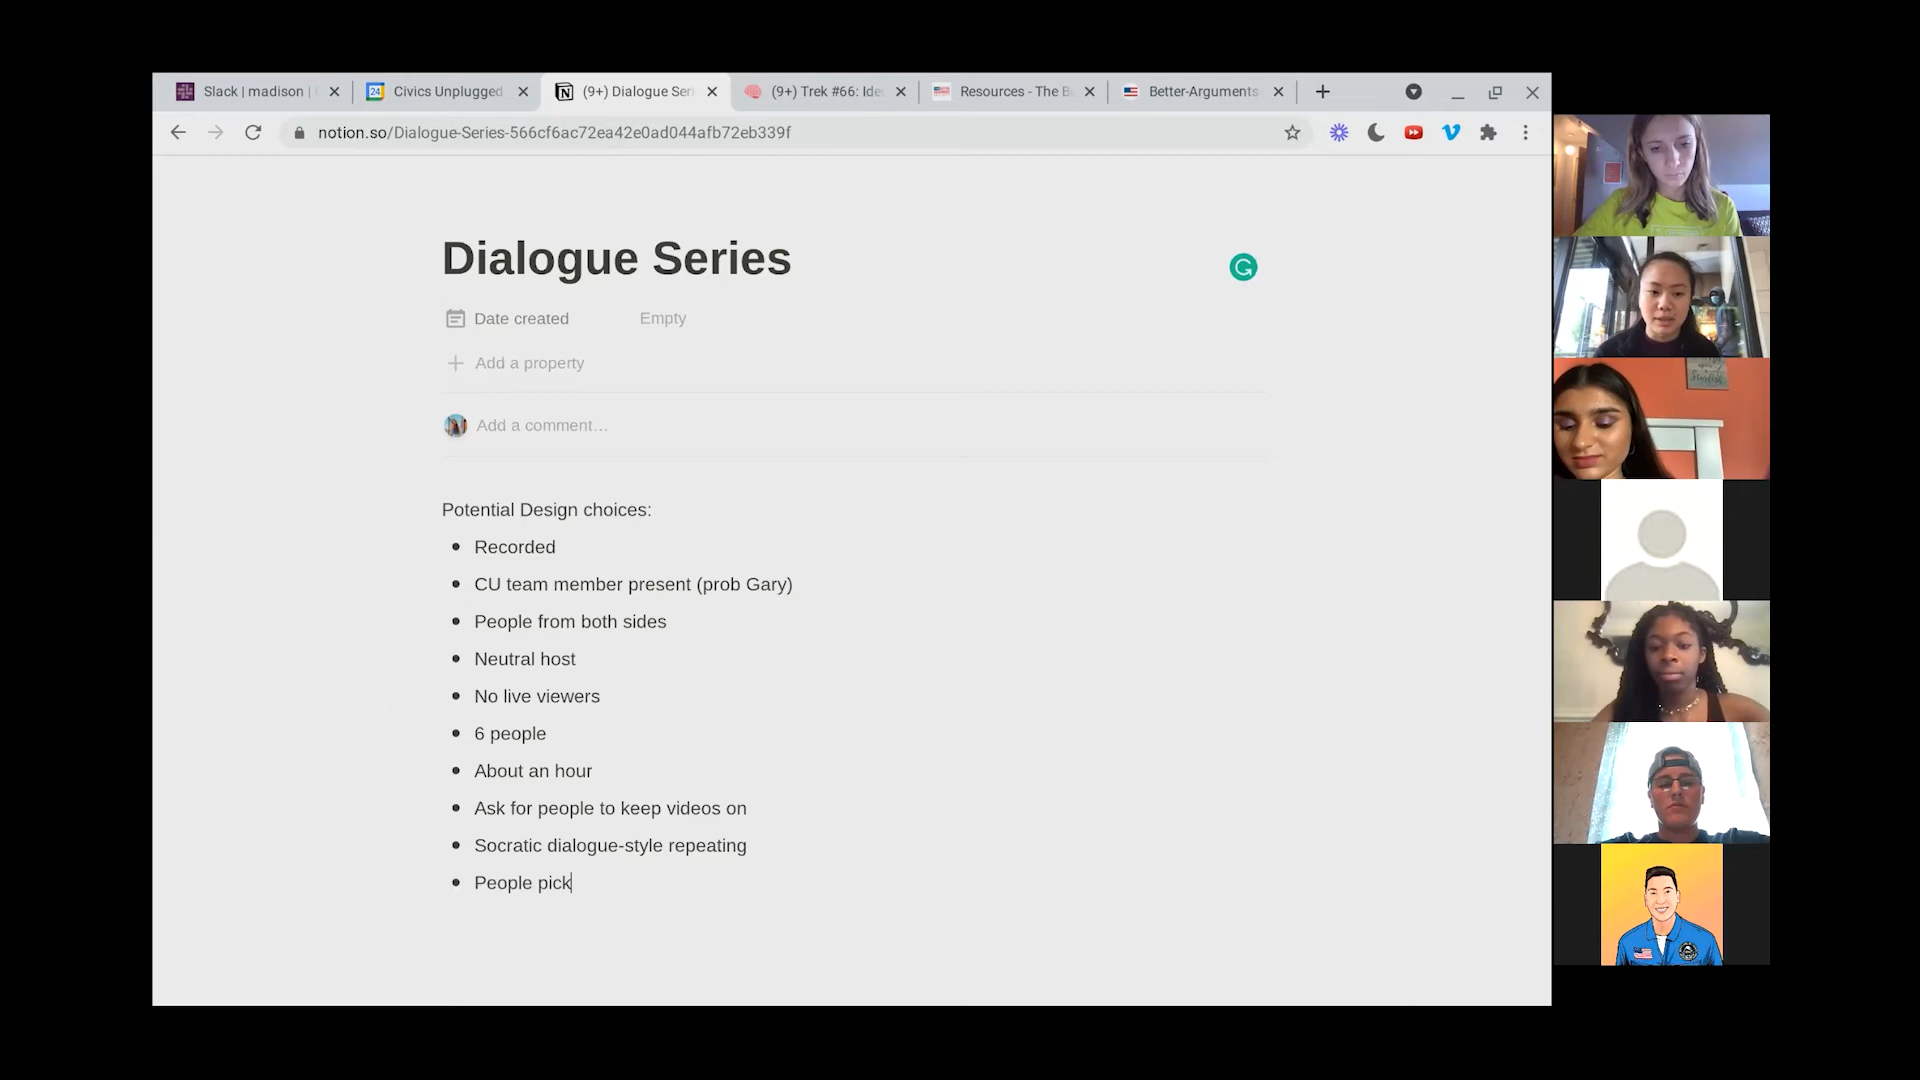 Slack | madison |
Civics Unplugged
(9+) Dialogue Seri
(9+) Trek #66: Ide
Resources - The B
Better-Arguments-
notion.so/Dialogue-Series-566cf6ac72ea42e0ad044afb72eb339f
Dialogue Series
Date created
Empty
Add a property
Add a comment…
Potential Design choices:
• Recorded
• CU team member present (prob Gary)
• People from both sides
• Neutral host
• No live viewers
• 6 people
• About an hour
• Ask for people to keep videos on
• Socratic dialogue-style repeating
• People pick